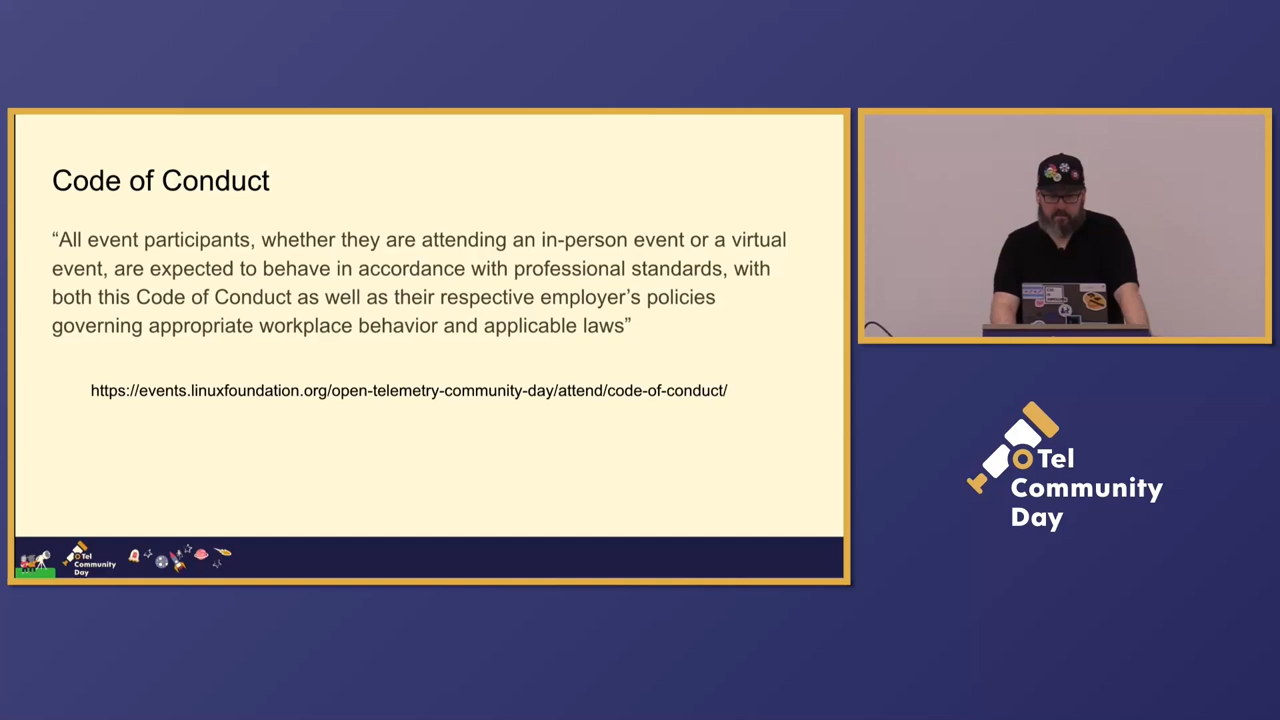 Code of Conduct
“All event participants, whether they are attending an in-person event or a virtual
event, are expected to behave in accordance with professional standards, with
both this Code of Conduct as well as their respective employer’s policies
governing appropriate workplace behavior and applicable laws”
https://events.linuxfoundation.org/open-telemetry-community-day/attend/code-of-conduct/
Tel
Community
Day
Tel
Community
Day